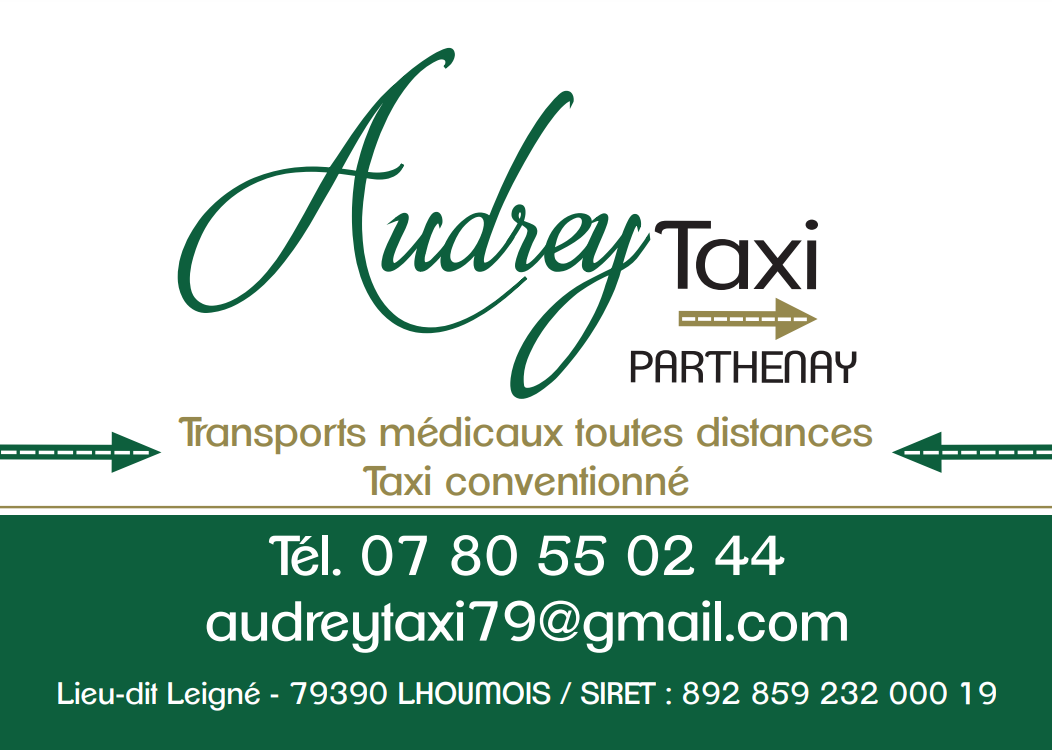 Audrey Taxi
PARTHENAY
Transports médicaux toutes distances
Taxi conventionné
Tél. 07 80 55 02 44
audreytaxi79@gmail.com
Lieu-dit Leigné - 79390 LHOUMOIS / SIRET : 892 859 232 000 19